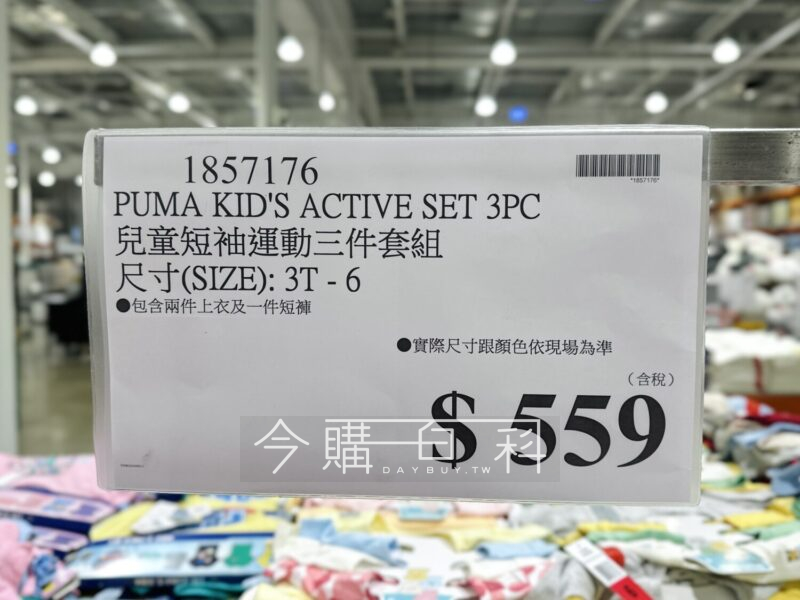 1857176
*1857176*
PUMA KID'S ACTIVE SET 3PC
兒童短袖運動三件套組
尺寸(SIZE): 3T - 6
●包含兩件上衣及一件短褲
●實際尺寸跟顏色依現場為準
(含稅)
$ 559
今購百科
DAYBUY.TW